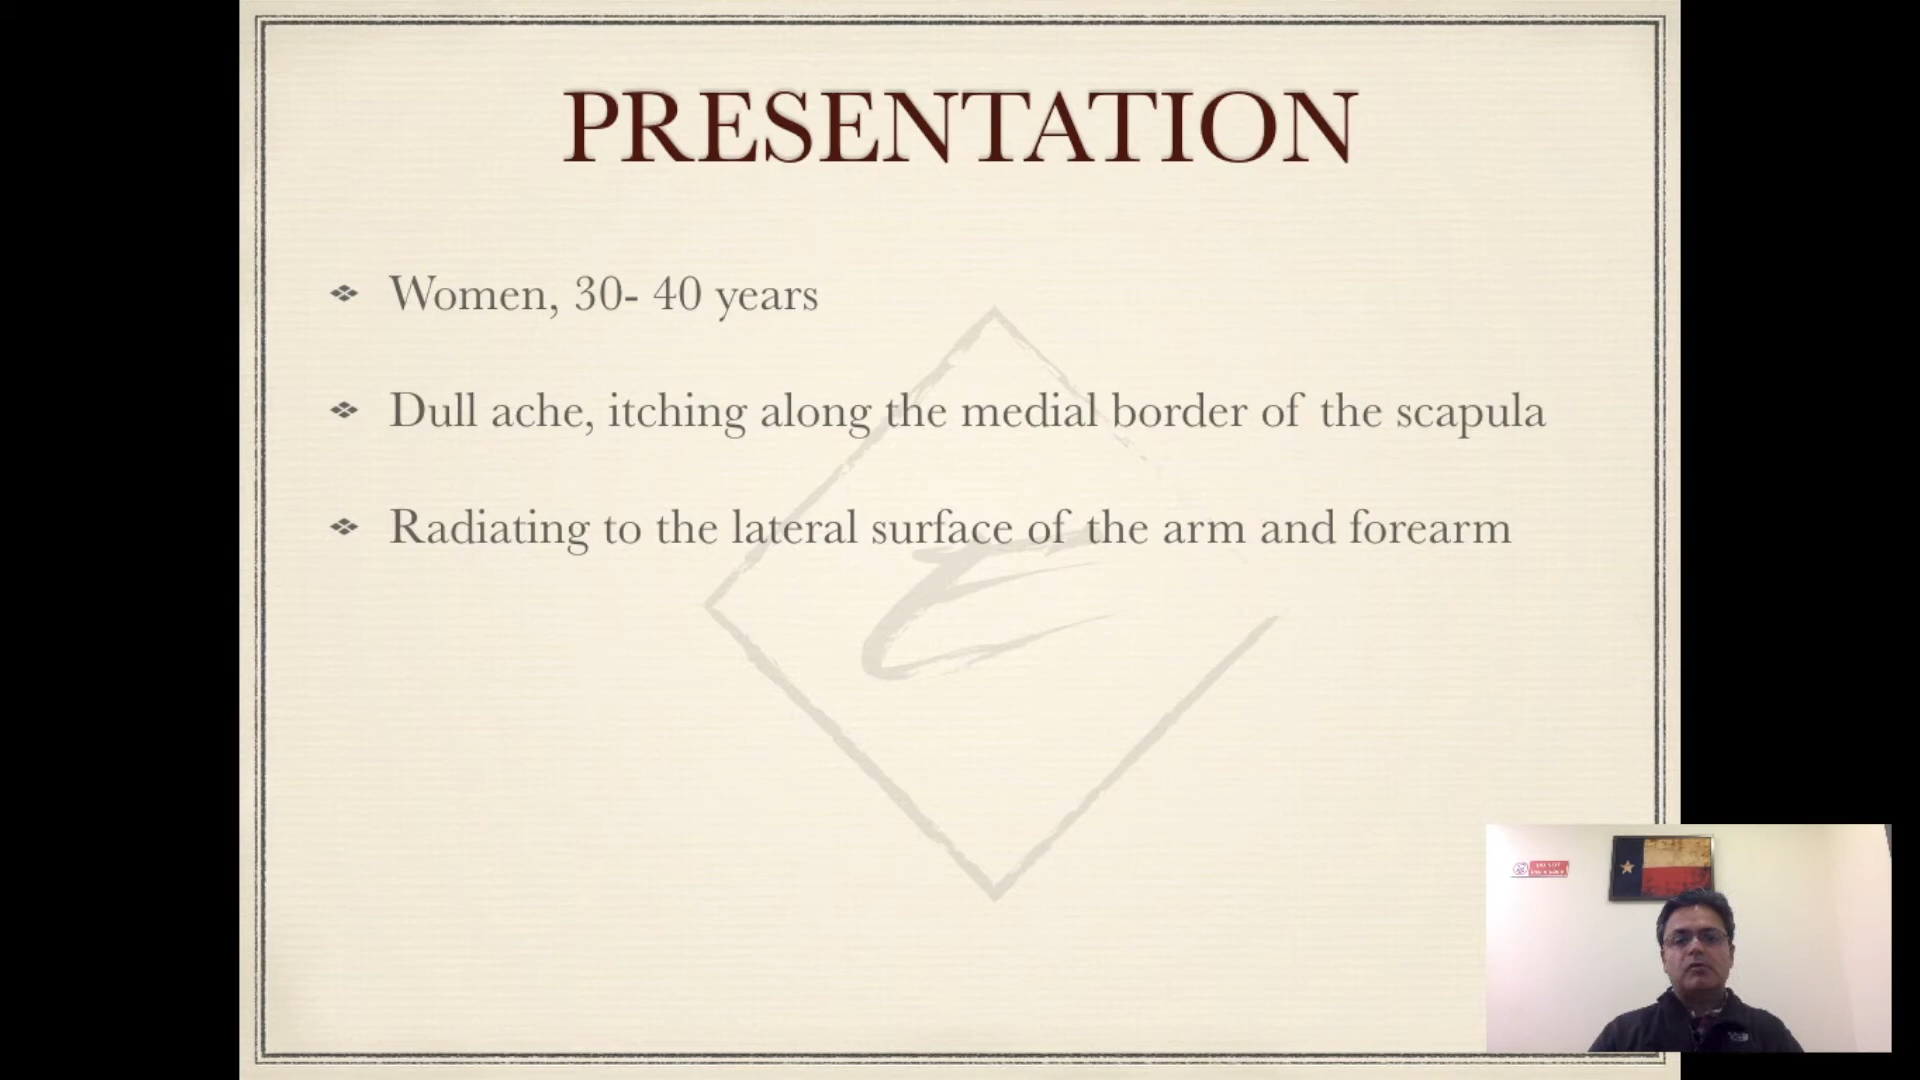 PRESENTATION
Women, 30- 40 years
Dull ache, itching along the medial border of the scapula
Radiating to the lateral surface of the arm and forearm